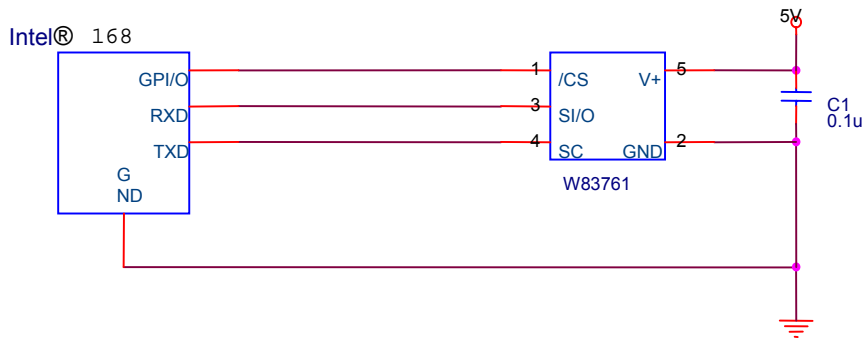 5V
Intel® 168
GPI/O 1 /CS V+ 5
RXD 3 SI/O
C1
0.1u
TXD 4 SC GND 2
G
ND
W83761